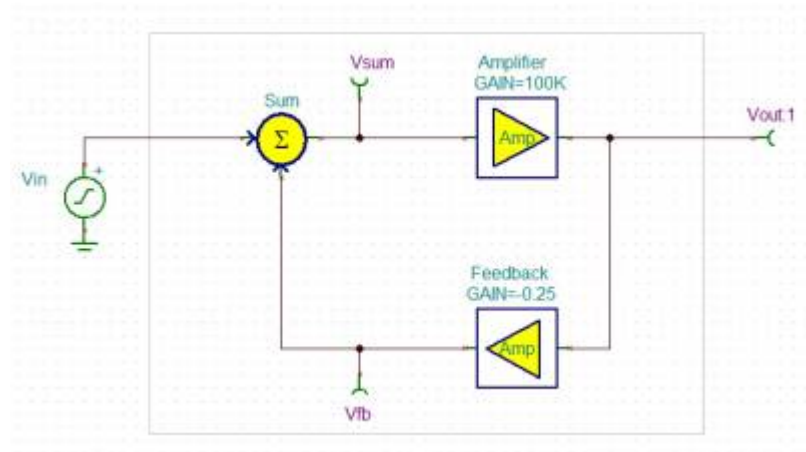 Vsum
Amplifier
GAIN=100K
Sum
Vout:1
Σ
Amp
Vin
+
Feedback
GAIN=-0.25
Amp
Vfb